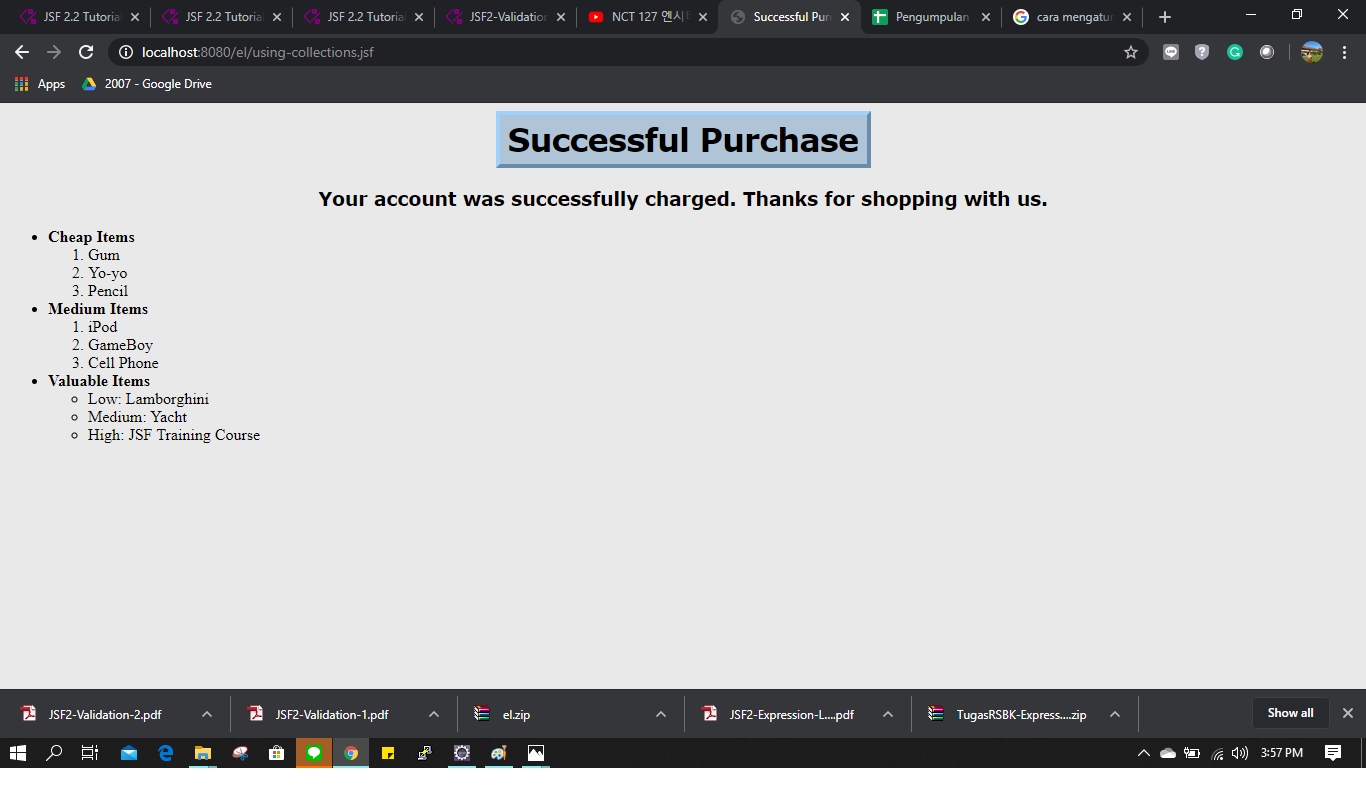 JSF 2.2 Tutorial
JSF 2.2 Tutorial
JSF 2.2 Tutorial
JSF2-Validation
NCT 127 엔시티
Successful Pur
Pengumpulan
cara mengatur
localhost:8080/el/using-collections.jsf
Apps
2007 - Google Drive
Successful Purchase
Your account was successfully charged. Thanks for shopping with us.
• Cheap Items
1. Gum
2. Yo-yo
3. Pencil
• Medium Items
1. iPod
2. GameBoy
3. Cell Phone
• Valuable Items
○ Low: Lamborghini
○ Medium: Yacht
○ High: JSF Training Course
JSF2-Validation-2.pdf
JSF2-Validation-1.pdf
el.zip
JSF2-Expression-L....pdf
TugasRSBK-Express....zip
Show all
3:57 PM